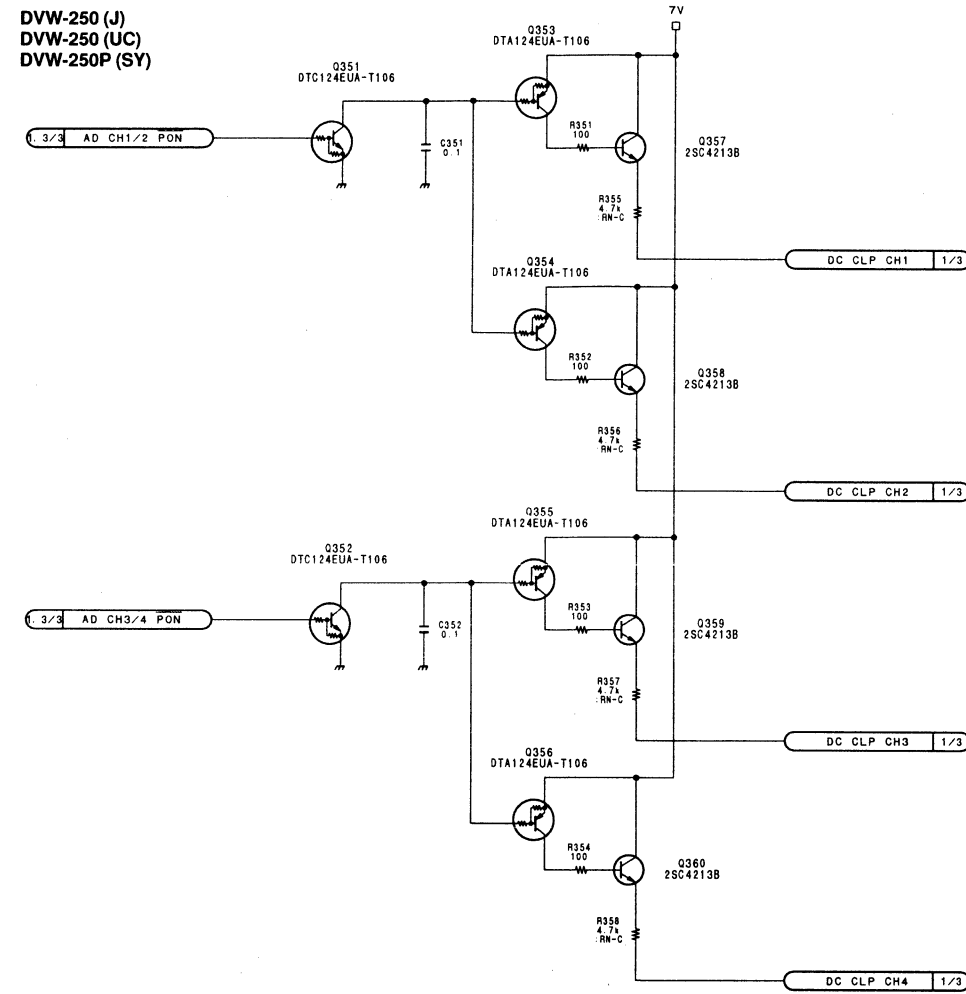 DVW-250 (J)
DVW-250 (UC)
DVW-250P (SY)
7V
Q353
DTA124EUA-T106
Q351
DTC124EUA-T106
1. 3/3 AD CH1/2 PON
C351
0.1
R351
100
Q357
2SC4213B
R355
4.7k
:RN-C
DC CLP CH1 1/3
Q354
DTA124EUA-T106
R352
100
Q358
2SC4213B
R356
4.7k
:RN-C
DC CLP CH2 1/3
Q355
DTA124EUA-T106
Q352
DTC124EUA-T106
1. 3/3 AD CH3/4 PON
C352
0.1
R353
100
Q359
2SC4213B
R357
4.7k
:RN-C
DC CLP CH3 1/3
Q356
DTA124EUA-T106
R354
100
Q360
2SC4213B
R358
4.7k
:RN-C
DC CLP CH4 1/3